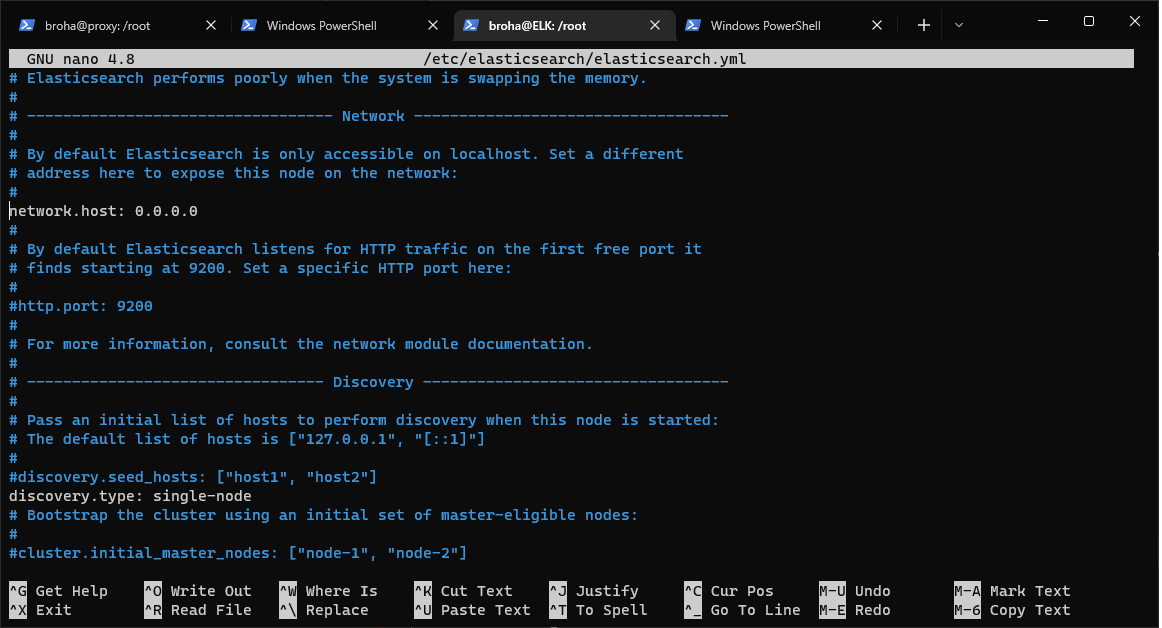 broha@proxy: /root
Windows PowerShell
broha@ELK: /root
Windows PowerShell
GNU nano 4.8 /etc/elasticsearch/elasticsearch.yml
# Elasticsearch performs poorly when the system is swapping the memory.
#
# ---------------------------------- Network -----------------------------------
#
# By default Elasticsearch is only accessible on localhost. Set a different
# address here to expose this node on the network:
#
network.host: 0.0.0.0
#
# By default Elasticsearch listens for HTTP traffic on the first free port it
# finds starting at 9200. Set a specific HTTP port here:
#
#http.port: 9200
#
# For more information, consult the network module documentation.
#
# --------------------------------- Discovery ----------------------------------
#
# Pass an initial list of hosts to perform discovery when this node is started:
# The default list of hosts is ["127.0.0.1", "[::1]"]
#
#discovery.seed_hosts: ["host1", "host2"]
discovery.type: single-node
# Bootstrap the cluster using an initial set of master-eligible nodes:
#
#cluster.initial_master_nodes: ["node-1", "node-2"]
^G Get Help ^O Write Out ^W Where Is ^K Cut Text ^J Justify ^C Cur Pos M-U Undo M-A Mark Text
^X Exit ^R Read File ^\ Replace ^U Paste Text ^T To Spell ^_ Go To Line M-E Redo M-6 Copy Text